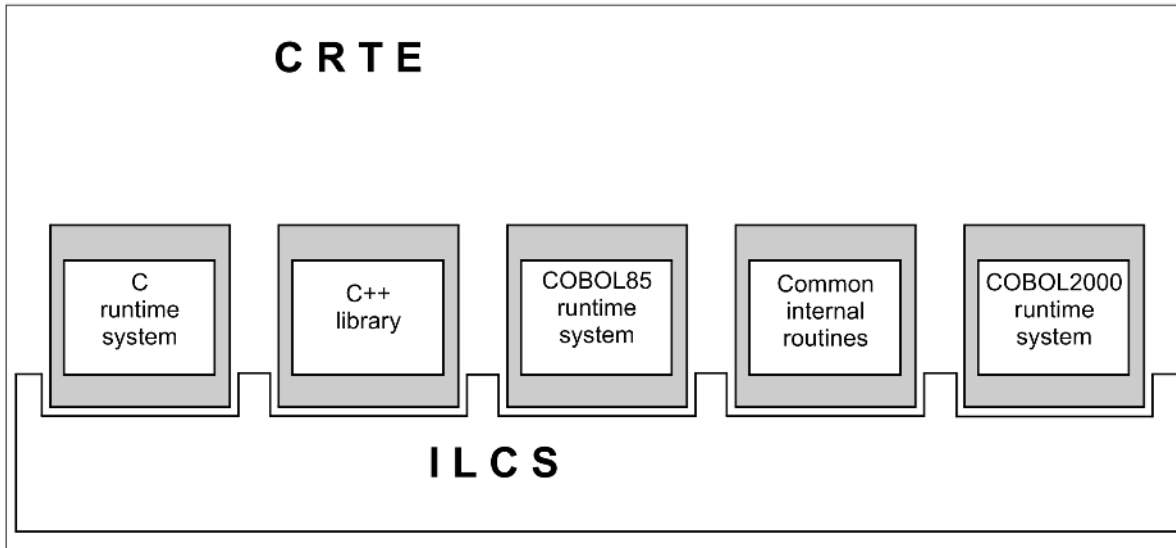 C R T E
C
runtime
system
C++
library
COBOL85
runtime
system
Common
internal
routines
COBOL2000
runtime
system
I L C S